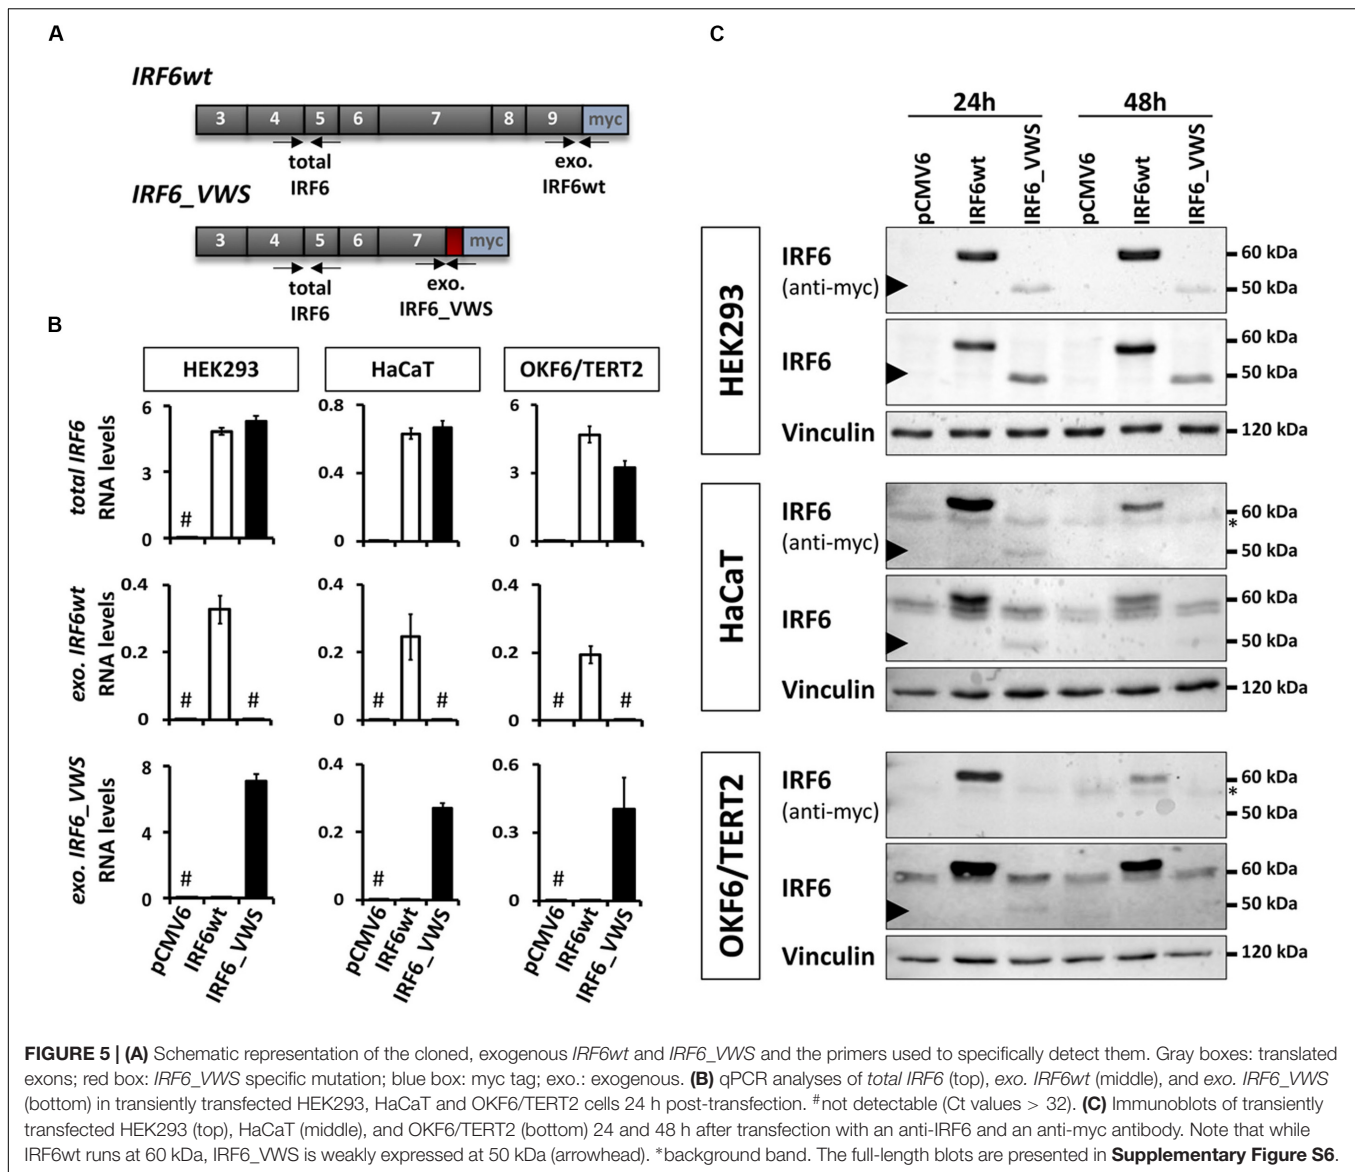 A
IRF6wt
3 4 5 6 7 8 9 myc
total IRF6
exo. IRF6wt
IRF6_VWS
3 4 5 6 7 myc
total IRF6
exo. IRF6_VWS
B
HEK293 HaCaT OKF6/TERT2
total IRF6 RNA levels
6 3 0 #
0.8 0.4 0
6 3 0
exo. IRF6wt RNA levels
0.4 0.2 0 # #
0.4 0.2 0 # #
0.4 0.2 0 # #
exo. IRF6_VWS RNA levels
8 4 0 #
0.4 0.2 0 #
0.6 0.3 0 #
pCMV6 IRF6wt IRF6_VWS
pCMV6 IRF6wt IRF6_VWS
pCMV6 IRF6wt IRF6_VWS
C
24h 48h
pCMV6 IRF6wt IRF6_VWS pCMV6 IRF6wt IRF6_VWS
HEK293
IRF6 (anti-myc) 60 kDa 50 kDa
IRF6 60 kDa 50 kDa
Vinculin 120 kDa
HaCaT
IRF6 (anti-myc) 60 kDa * 50 kDa
IRF6 60 kDa 50 kDa
Vinculin 120 kDa
OKF6/TERT2
IRF6 (anti-myc) 60 kDa * 50 kDa
IRF6 60 kDa 50 kDa
Vinculin 120 kDa
FIGURE 5 | (A) Schematic representation of the cloned, exogenous IRF6wt and IRF6_VWS and the primers used to specifically detect them. Gray boxes: translated
exons; red box: IRF6_VWS specific mutation; blue box: myc tag; exo.: exogenous. (B) qPCR analyses of total IRF6 (top), exo. IRF6wt (middle), and exo. IRF6_VWS
(bottom) in transiently transfected HEK293, HaCaT and OKF6/TERT2 cells 24 h post-transfection. #not detectable (Ct values > 32). (C) Immunoblots of transiently
transfected HEK293 (top), HaCaT (middle), and OKF6/TERT2 (bottom) 24 and 48 h after transfection with an anti-IRF6 and an anti-myc antibody. Note that while
IRF6wt runs at 60 kDa, IRF6_VWS is weakly expressed at 50 kDa (arrowhead). *background band. The full-length blots are presented in Supplementary Figure S6.